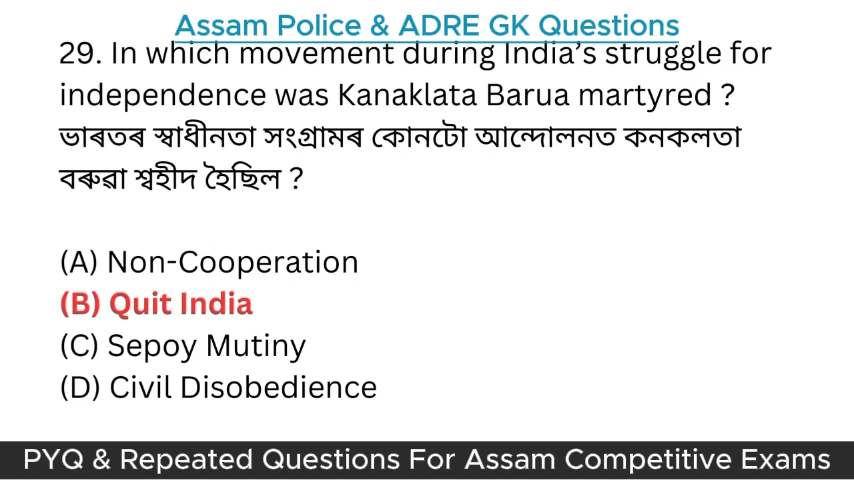 Assam Police & ADRE GK Questions
29. In which movement during India’s struggle for
independence was Kanaklata Barua martyred ?
ভাৰতৰ স্বাধীনতা সংগ্ৰামৰ কোনটো আন্দোলনত কনকলতা
বৰুৱা শ্বহীদ হৈছিল ?
(A) Non-Cooperation
(B) Quit India
(C) Sepoy Mutiny
(D) Civil Disobedience
PYQ & Repeated Questions For Assam Competitive Exams